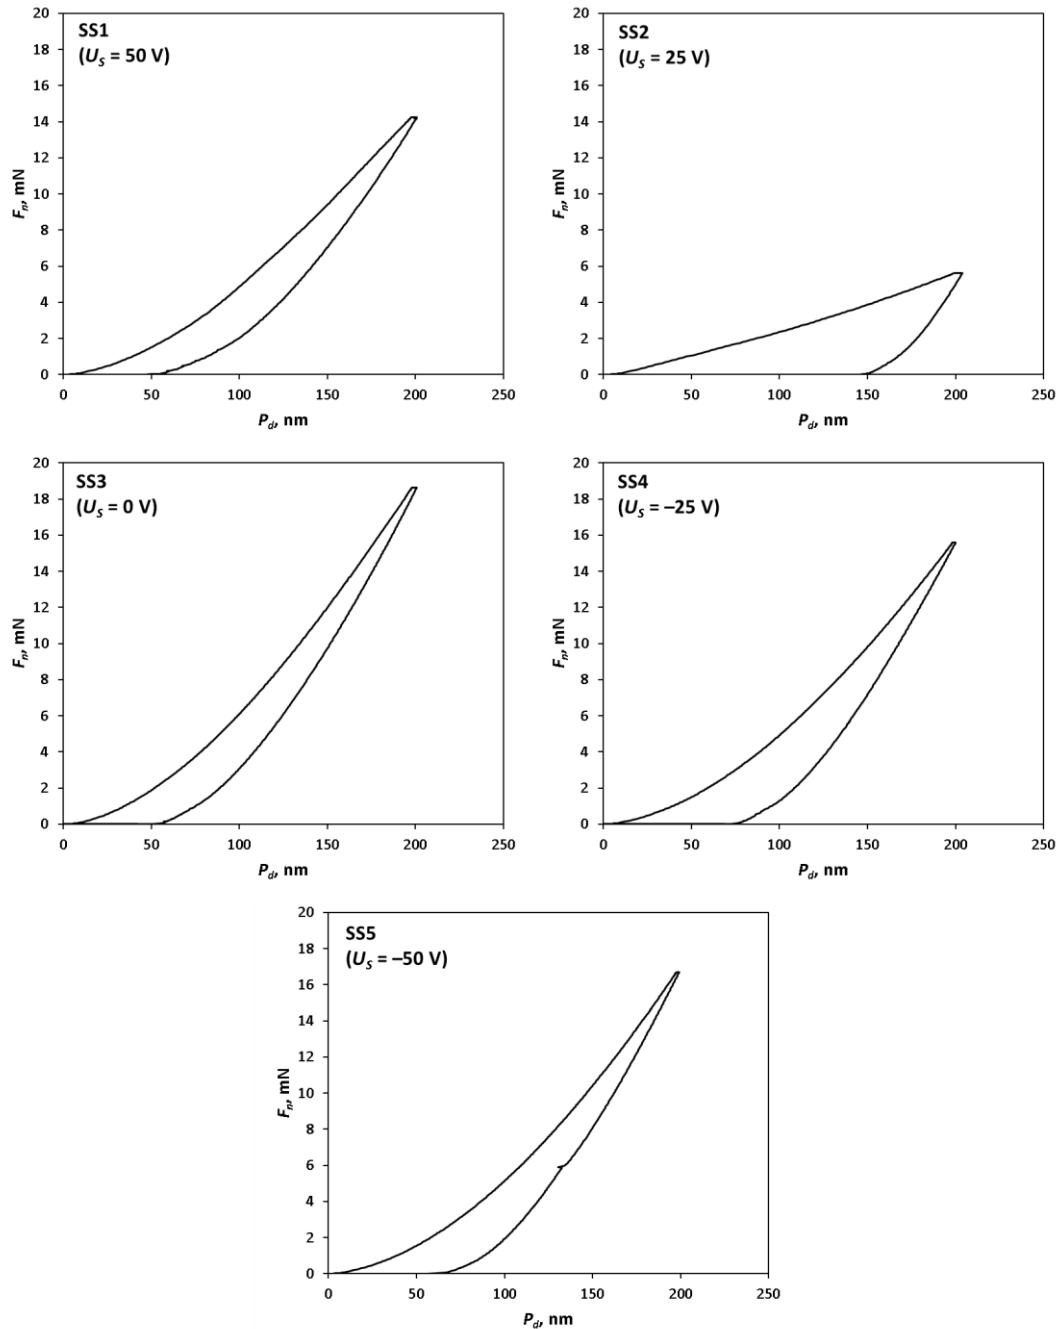 SS1
(U_S = 50 V)
20
18
16
14
12
10
8
6
4
2
0
F_n, mN
0 50 100 150 200 250
P_d, nm
SS2
(U_S = 25 V)
20
18
16
14
12
10
8
6
4
2
0
F_n, mN
0 50 100 150 200 250
P_d, nm
SS3
(U_S = 0 V)
20
18
16
14
12
10
8
6
4
2
0
F_n, mN
0 50 100 150 200 250
P_d, nm
SS4
(U_S = –25 V)
20
18
16
14
12
10
8
6
4
2
0
F_n, mN
0 50 100 150 200 250
P_d, nm
SS5
(U_S = –50 V)
20
18
16
14
12
10
8
6
4
2
0
F_n, mN
0 50 100 150 200 250
P_d, nm